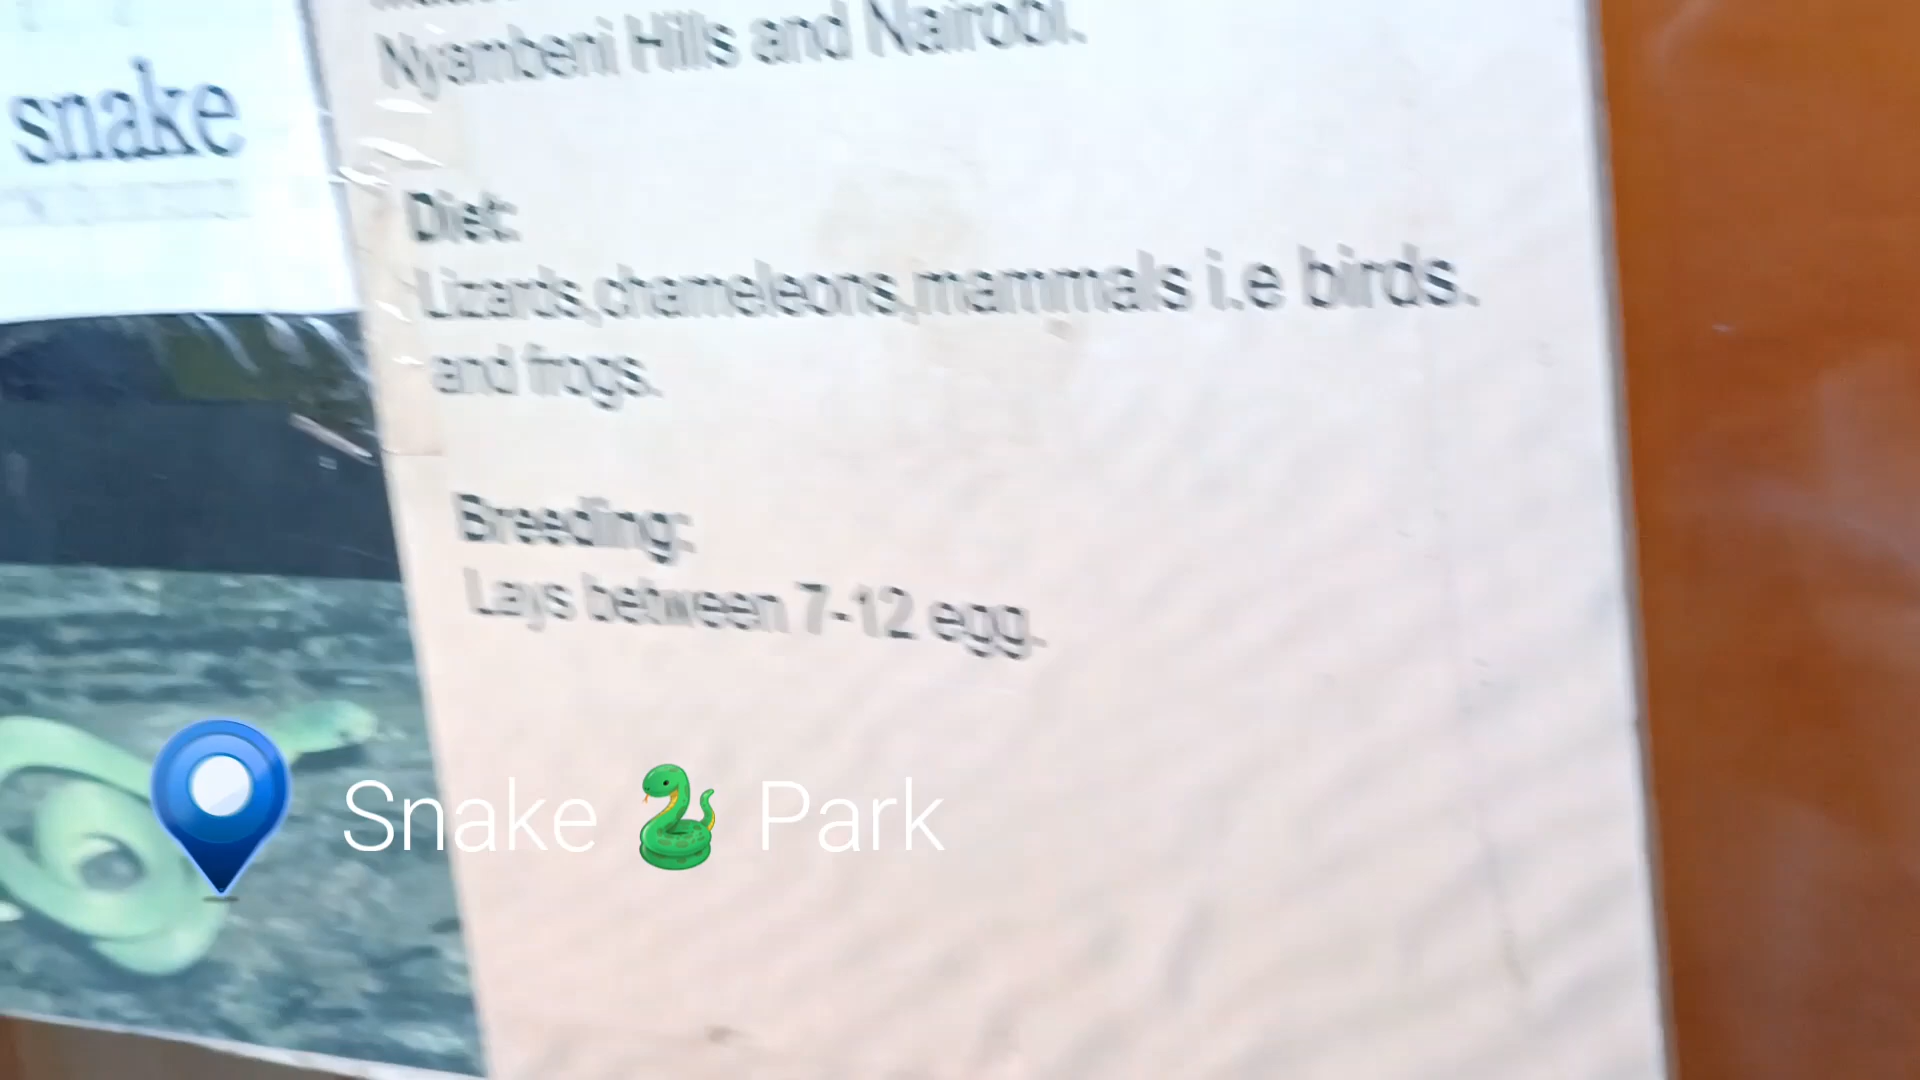 Nyambeni Hills and Nairobi.
snake
Diet:
Lizards,chameleons,mammals i.e birds.
and frogs.
Breeding:
Lays between 7-12 egg.
Snake 🐍 Park